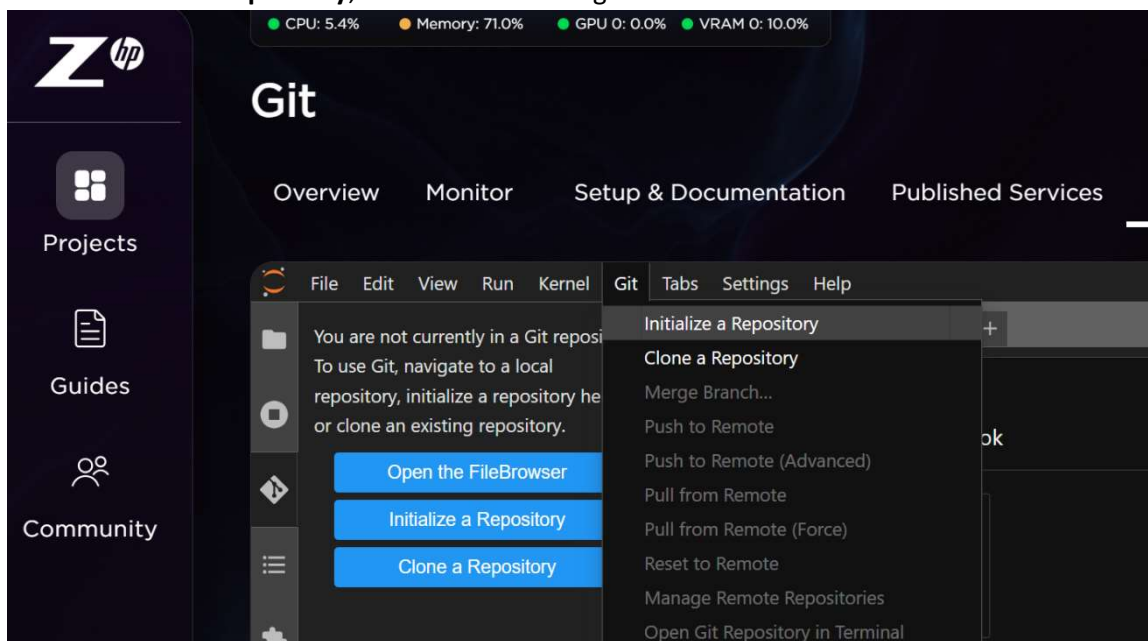 pository,
CPU: 5.4% Memory: 71.0% GPU 0: 0.0% VRAM 0: 10.0%
Z hp
Git
Overview Monitor Setup & Documentation Published Services
Projects
File Edit View Run Kernel Git Tabs Settings Help
You are not currently in a Git reposi
To use Git, navigate to a local
repository, initialize a repository he
or clone an existing repository.
Open the FileBrowser
Initialize a Repository
Clone a Repository
Initialize a Repository
Clone a Repository
Merge Branch...
Push to Remote
Push to Remote (Advanced)
Pull from Remote
Pull from Remote (Force)
Reset to Remote
Manage Remote Repositories
Open Git Repository in Terminal
+
ok
Guides
Community